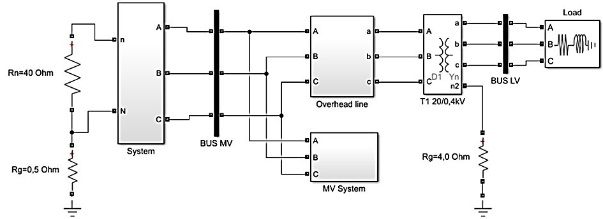 Rn=40 Ohm
Rg=0,5 Ohm
n
N
A
B
C
System
BUS MV
A
B
C
a
b
c
Overhead line
A
B
C
MV System
A
B
C
D1 Yn
a
b
c
n2
T1 20/0,4kV
Rg=4,0 Ohm
BUS LV
Load
A
B
C